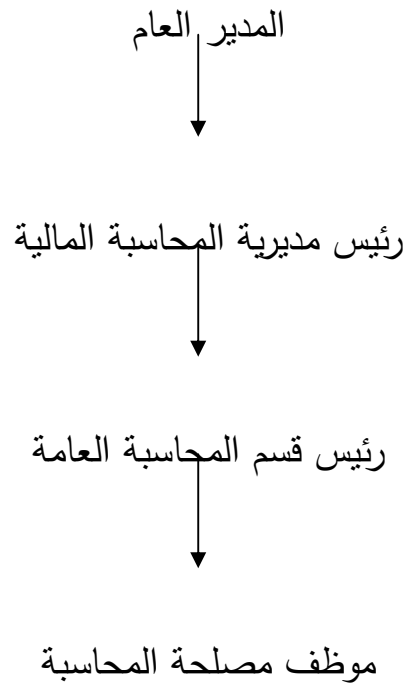 المدير العام
رئيس مديرية المحاسبة المالية
رئيس قسم المحاسبة العامة
موظف مصلحة المحاسبة